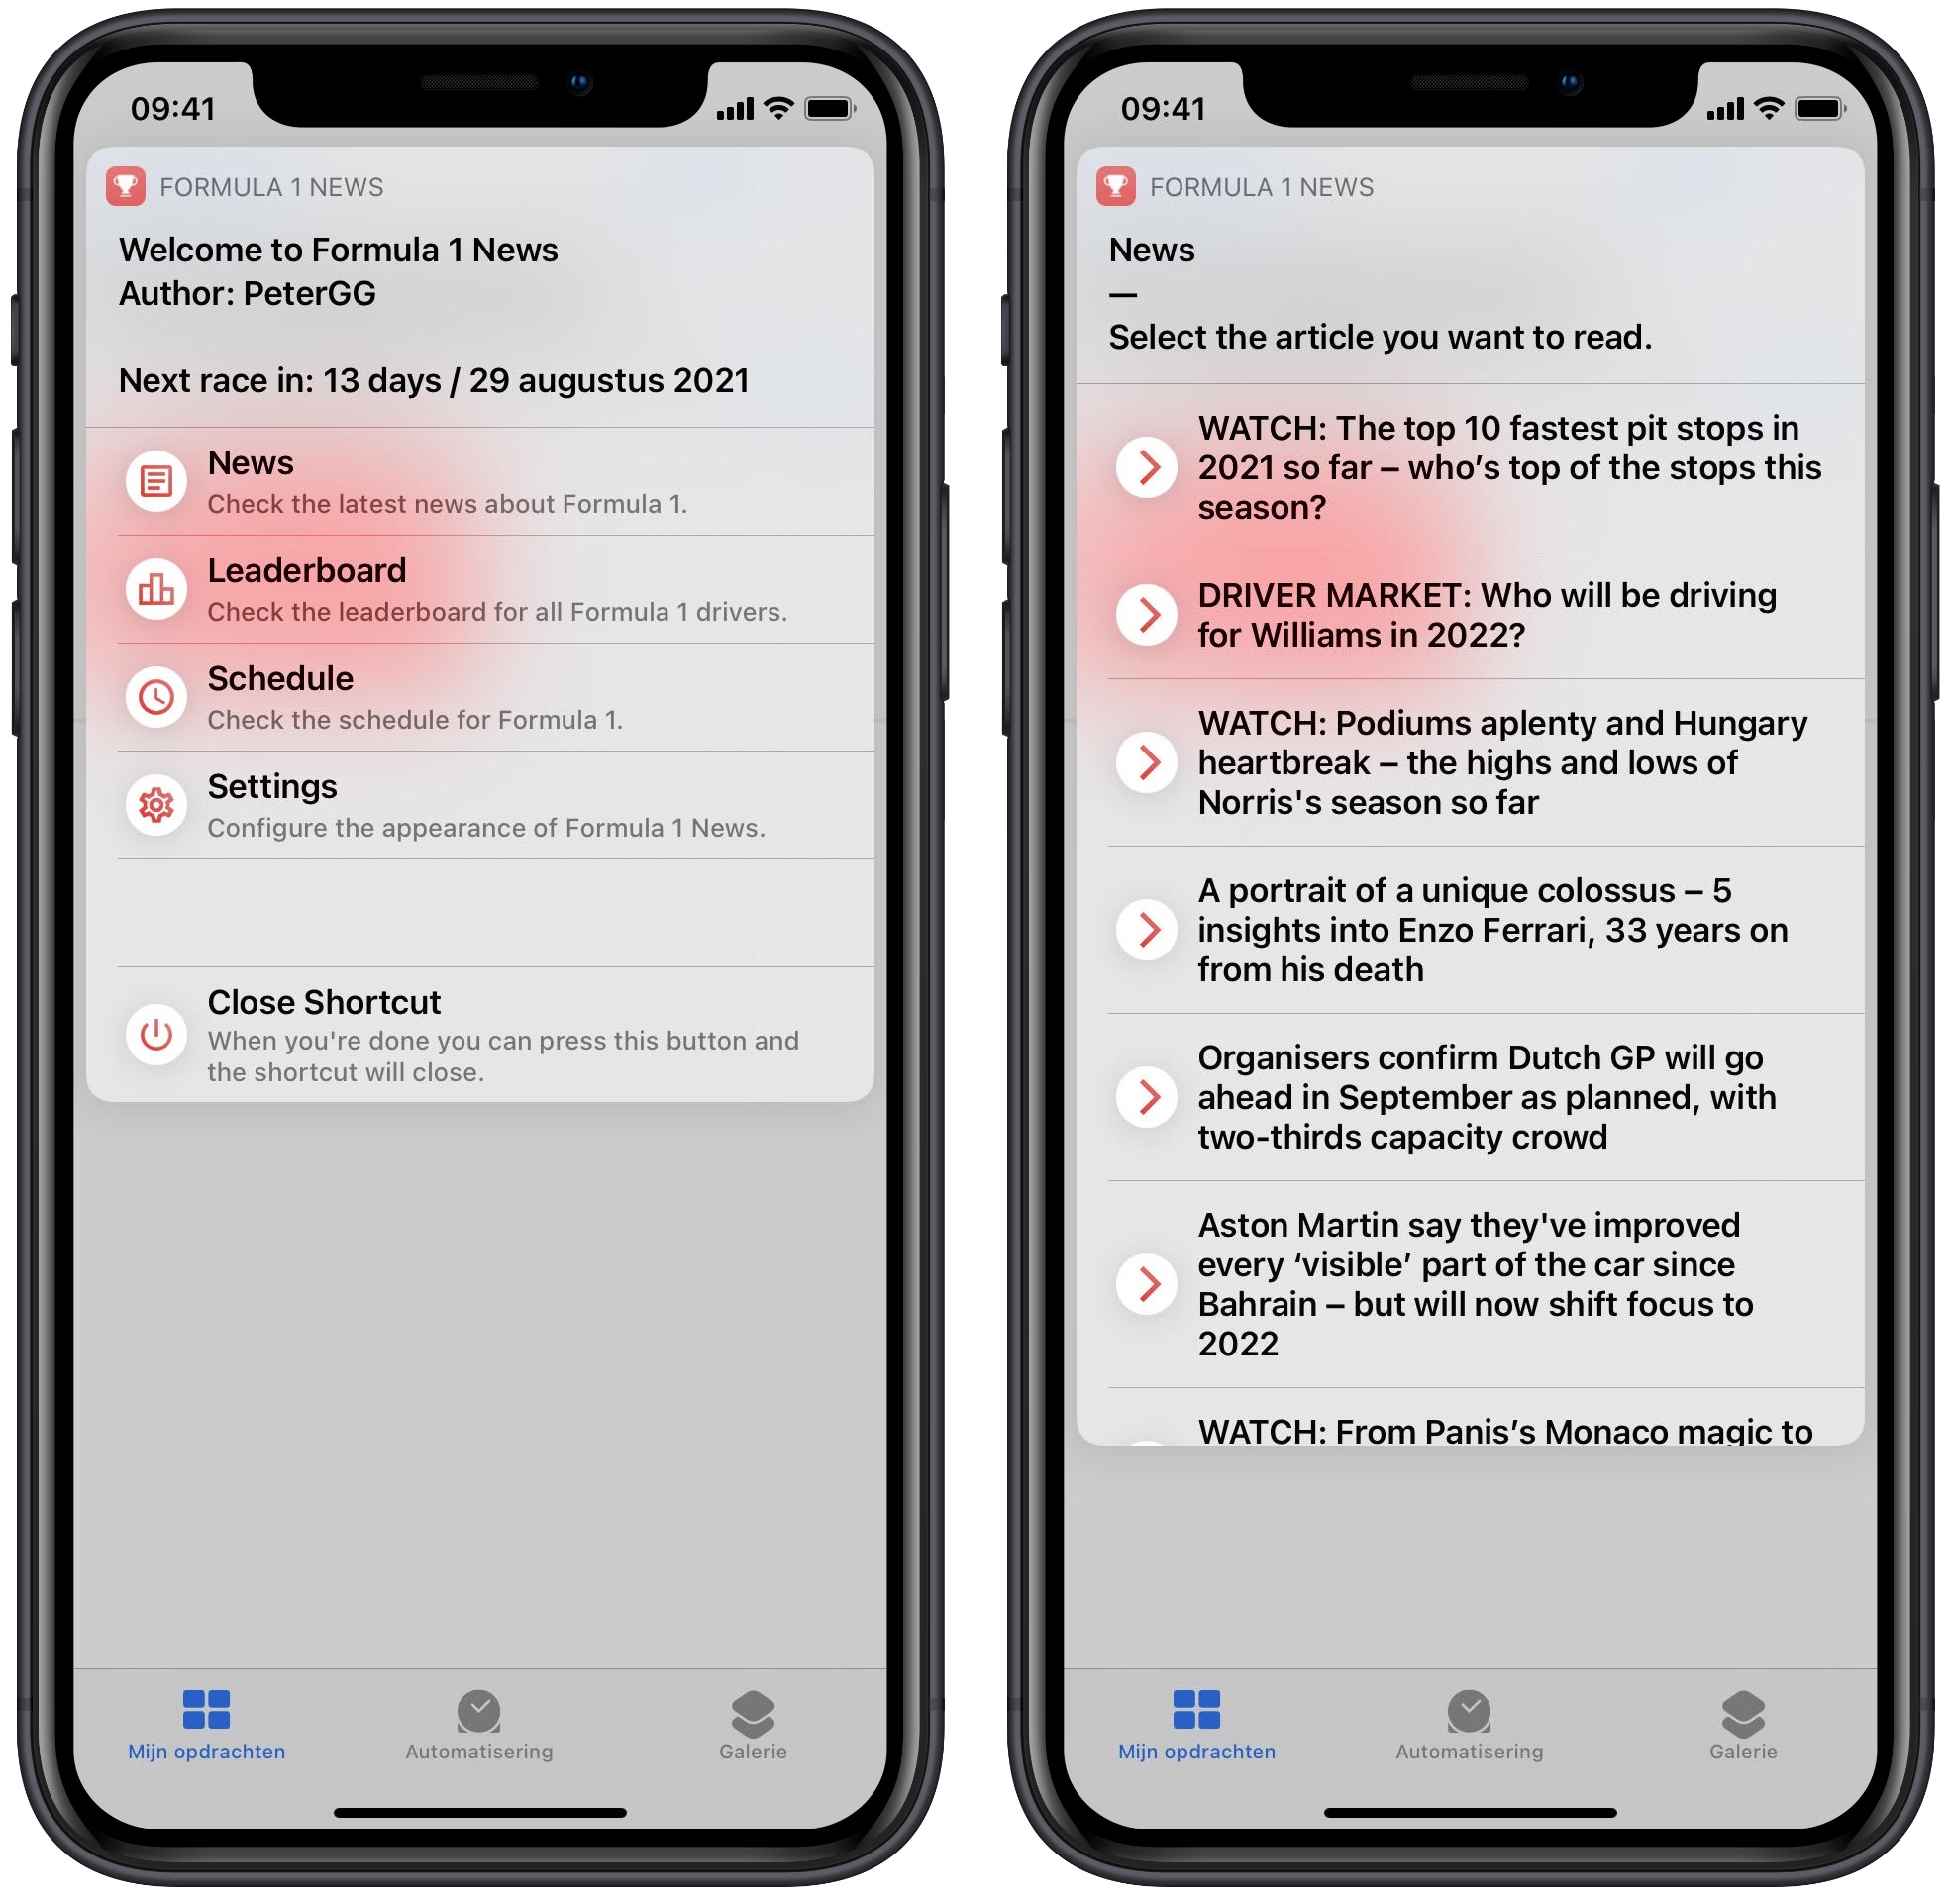 09:41
FORMULA 1 NEWS
Welcome to Formula 1 News
Author: PeterGG
Next race in: 13 days / 29 augustus 2021
News
Check the latest news about Formula 1.
Leaderboard
Check the leaderboard for all Formula 1 drivers.
Schedule
Check the schedule for Formula 1.
Settings
Configure the appearance of Formula 1 News.
Close Shortcut
When you're done you can press this button and
the shortcut will close.
Mijn opdrachten
Automatisering
Galerie
09:41
FORMULA 1 NEWS
News
—
Select the article you want to read.
WATCH: The top 10 fastest pit stops in
2021 so far – who’s top of the stops this
season?
DRIVER MARKET: Who will be driving
for Williams in 2022?
WATCH: Podiums aplenty and Hungary
heartbreak – the highs and lows of
Norris's season so far
A portrait of a unique colossus – 5
insights into Enzo Ferrari, 33 years on
from his death
Organisers confirm Dutch GP will go
ahead in September as planned, with
two-thirds capacity crowd
Aston Martin say they've improved
every ‘visible’ part of the car since
Bahrain – but will now shift focus to
2022
WATCH: From Panis’s Monaco magic to
Mijn opdrachten
Automatisering
Galerie